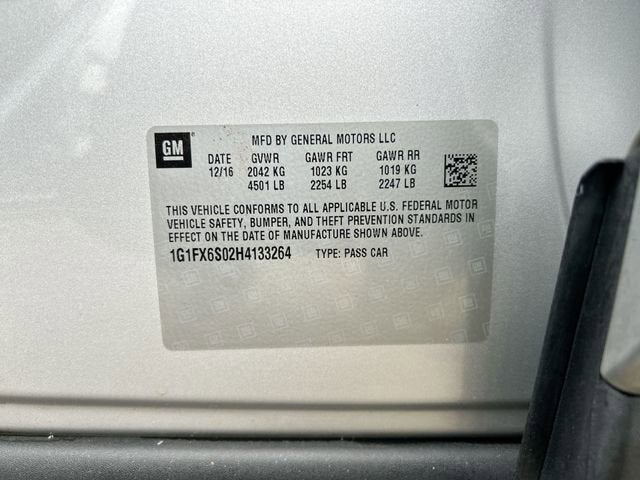 GM
MFD BY GENERAL MOTORS LLC
DATE GVWR GAWR FRT GAWR RR
12/16 2042 KG 1023 KG 1019 KG
4501 LB 2254 LB 2247 LB
THIS VEHICLE CONFORMS TO ALL APPLICABLE U.S. FEDERAL MOTOR
VEHICLE SAFETY, BUMPER, AND THEFT PREVENTION STANDARDS IN
EFFECT ON THE DATE OF MANUFACTURE SHOWN ABOVE.
1G1FX6S02H4133264 TYPE: PASS CAR